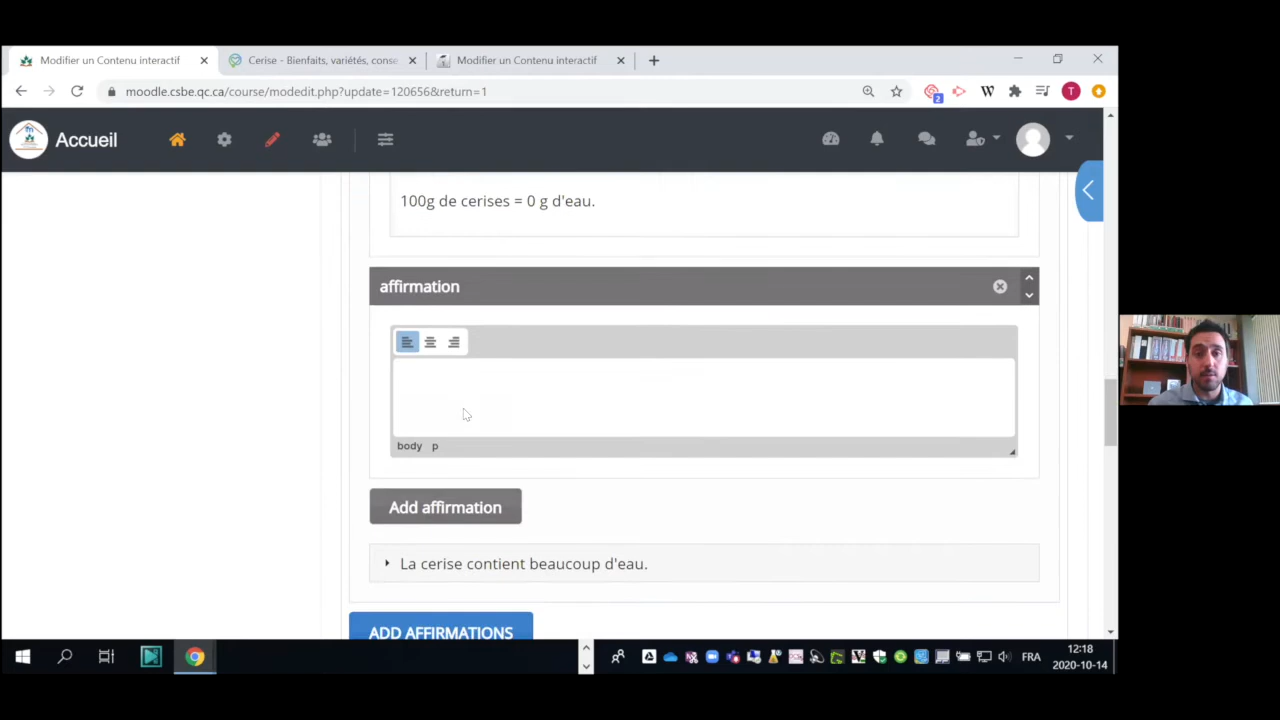 Modifier un Contenu interactif
Cerise - Bienfaits, variétés, conse
Modifier un Contenu interactif
moodle.csbe.qc.ca/course/modedit.php?update=120656&return=1
2
W
T
Accueil
100g de cerises = 0 g d'eau.
affirmation
body p
Add affirmation
La cerise contient beaucoup d'eau.
ADD AFFIRMATIONS
FRA
12:18
2020-10-14